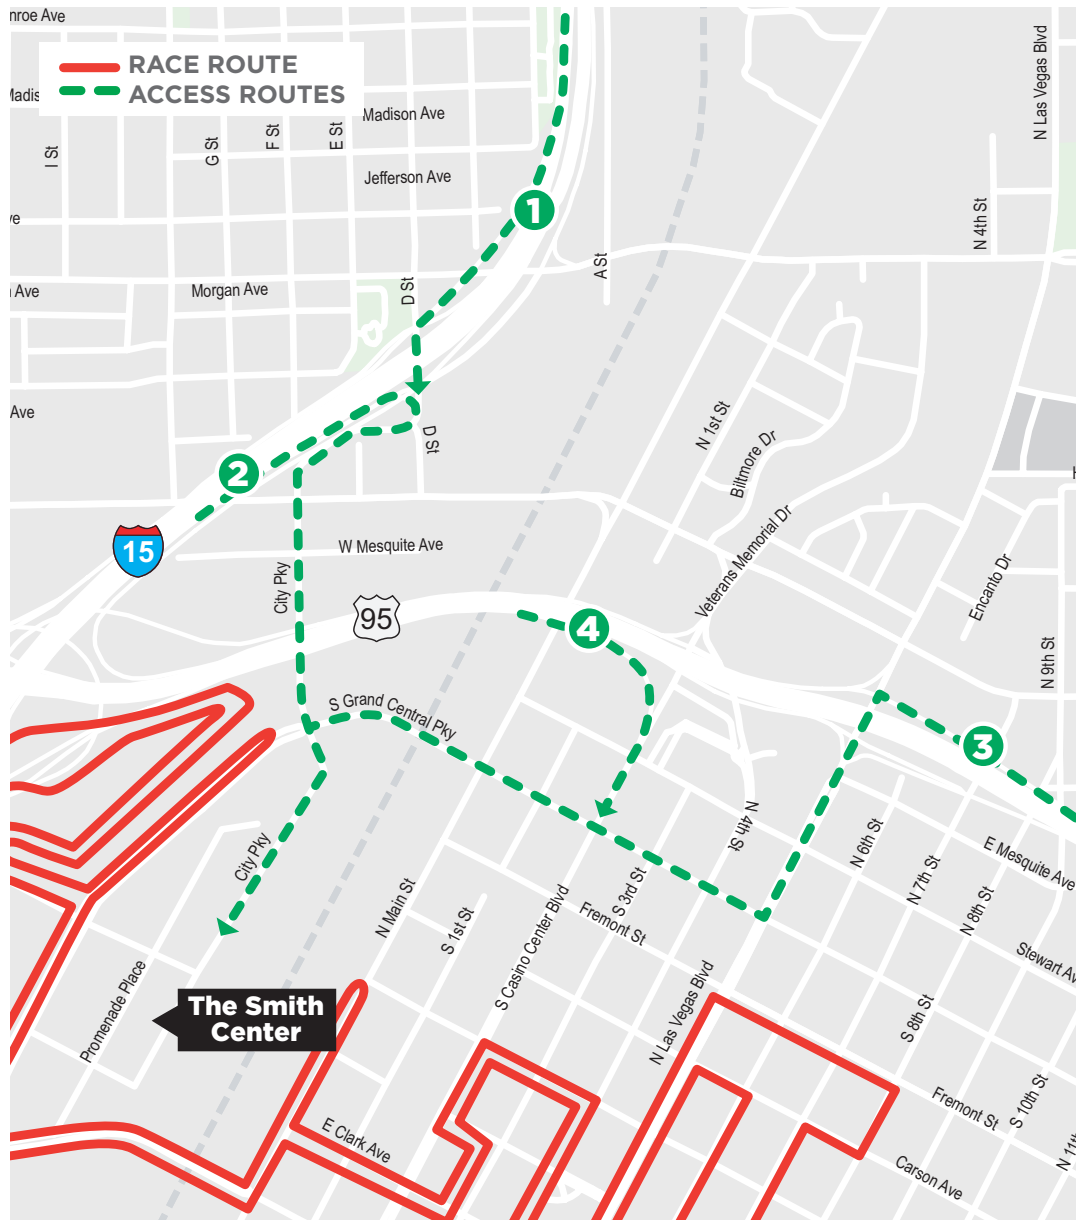 nroe Ave
RACE ROUTE
ACCESS ROUTES
Madis
Madison Ave
N Las Vegas Blvd
I St
G St
F St
E St
Jefferson Ave
1
ve
N 4th St
A St
n Ave
Morgan Ave
D St
Ave
N 1st St
D St
Biltmore Dr
2
H
15
W Mesquite Ave
Veterans Memorial Dr
City Pky
Encanto Dr
95
4
N 9th St
S Grand Central Pky
3
N 4th St
N 6th St
E Mesquite Ave
City Pky
N 7th St
S 3rd St
N Main St
S 1st St
Fremont St
N 8th St
S Casino Center Blvd
Stewart Av
Promenade Place
The Smith
Center
N Las Vegas Blvd
S 8th St
Fremont St
S 10th St
E Clark Ave
Carson Ave
N 11th